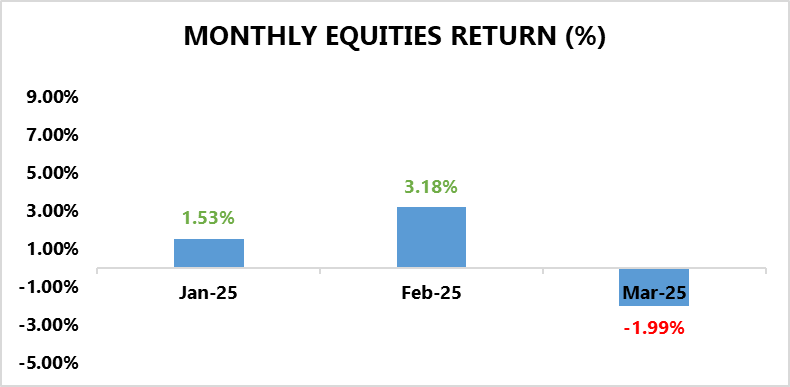 MONTHLY EQUITIES RETURN (%)
9.00%
7.00%
5.00%
3.00%
1.00%
-1.00%
-3.00%
-5.00%
1.53%
3.18%
-1.99%
Jan-25
Feb-25
Mar-25